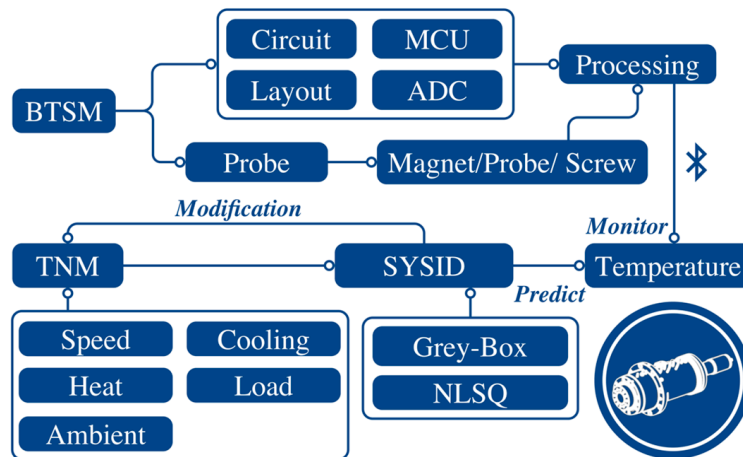 Circuit
MCU
Processing
BTSM
Layout
ADC
Probe
Magnet/Probe/ Screw
Modification
Monitor
TNM
SYSID
Temperature
Predict
Speed
Cooling
Grey-Box
Heat
Load
NLSQ
Ambient